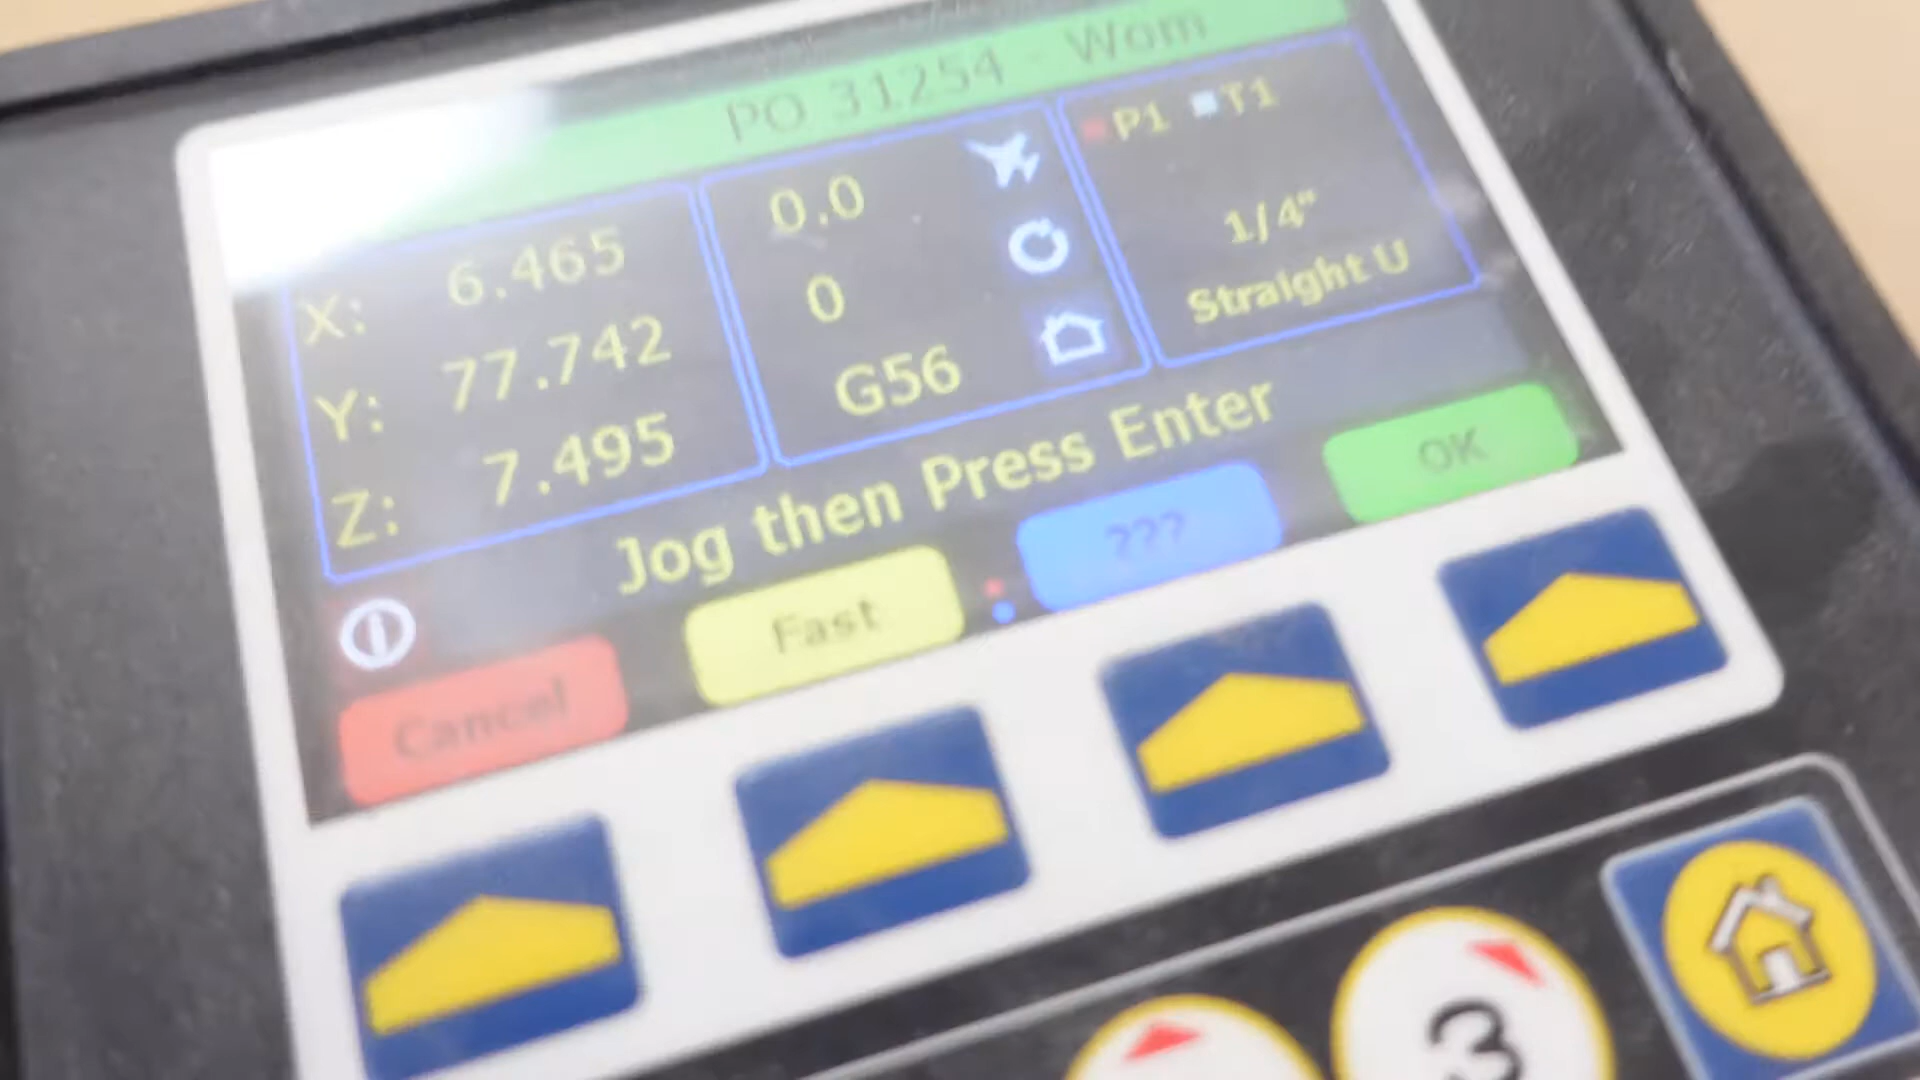 PO 31254 - Wom
X: 6.465
Y: 77.742
Z: 7.495
0.0
0
G56
P1 T1
1/4"
Straight U
Jog then Press Enter
Cancel
Fast
???
OK
3